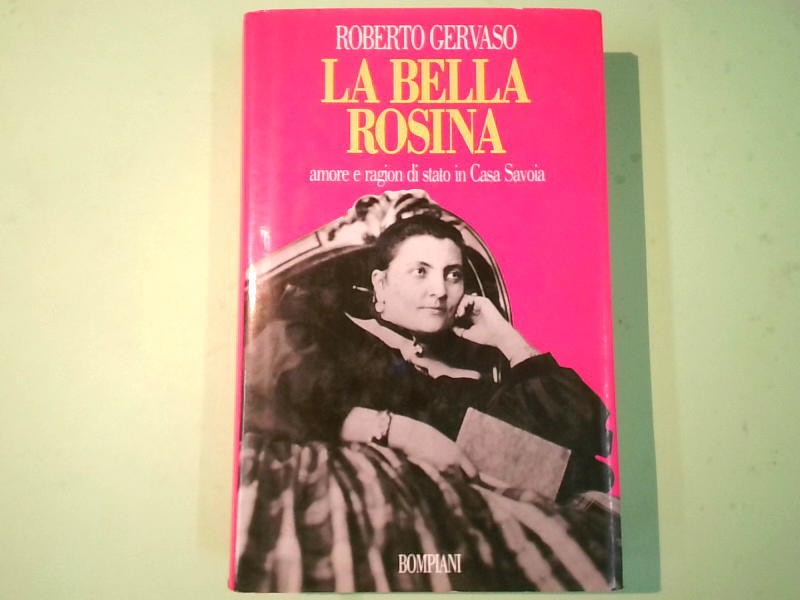 ROBERTO GERVASO
LA BELLA
ROSINA
amore e ragion di stato in Casa Savoia
BOMPIANI